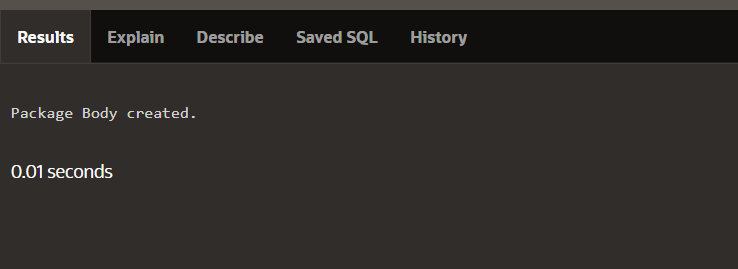 Results Explain Describe Saved SQL History
Package Body created.
0.01 seconds